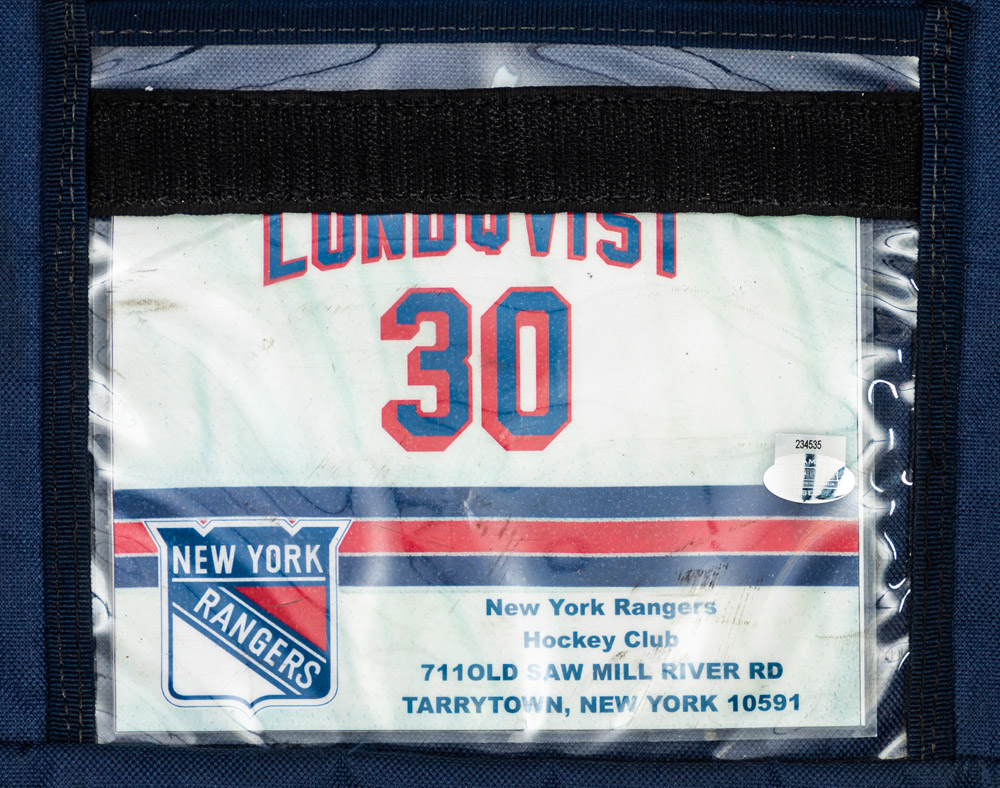 LUNDQVIST
30
234535
NEW YORK
RANGERS
New York Rangers
Hockey Club
711OLD SAW MILL RIVER RD
TARRYTOWN, NEW YORK 10591